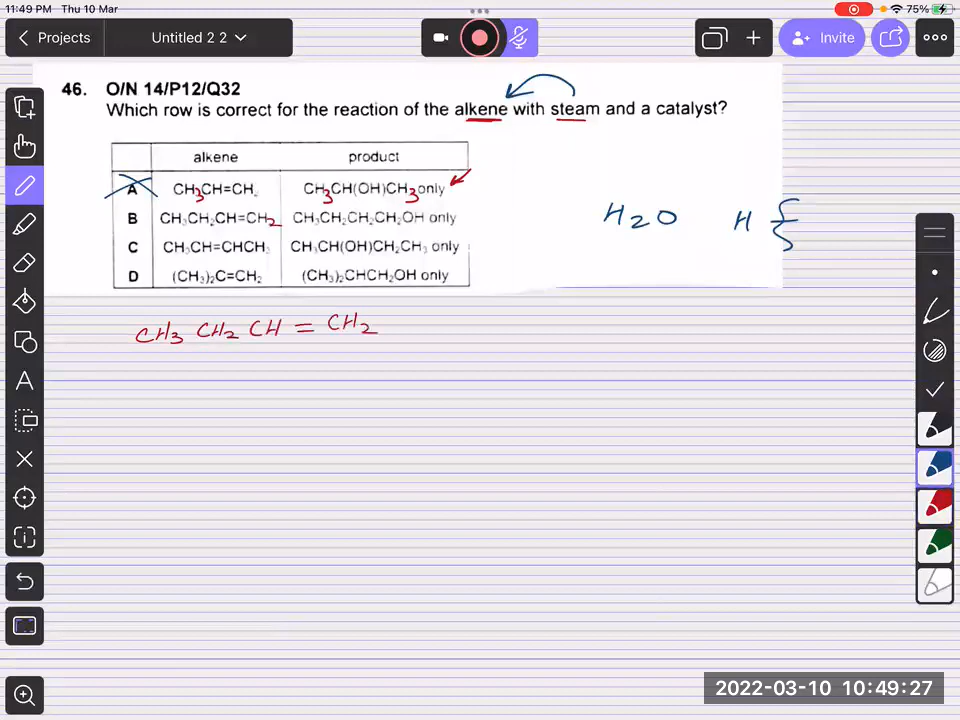 11:49 PM Thu 10 Mar 75%
Projects Untitled 2 2 Invite
46. O/N 14/P12/Q32
Which row is correct for the reaction of the alkene with steam and a catalyst?
alkene product
A CH3CH=CH2 CH3CH(OH)CH3 only
B CH3CH2CH=CH2 CH3CH2CH2CH2OH only
C CH3CH=CHCH3 CH3CH(OH)CH2CH3 only
D (CH3)2C=CH2 (CH3)2CHCH2OH only
H2O H
CH3 CH2 CH = CH2
A
2022-03-10 10:49:27